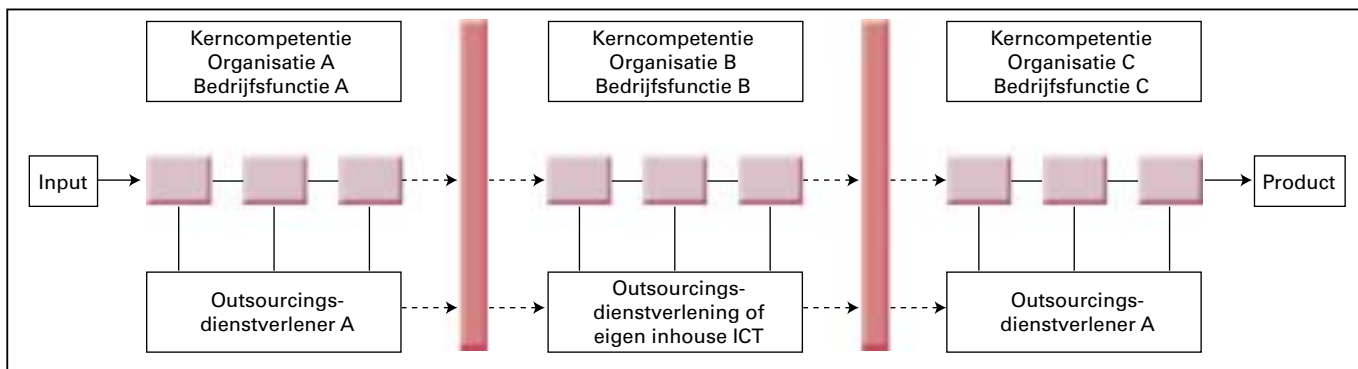 Kerncompetentie
Organisatie A
Bedrijfsfunctie A
Kerncompetentie
Organisatie B
Bedrijfsfunctie B
Kerncompetentie
Organisatie C
Bedrijfsfunctie C
Input
Product
Outsourcings-
dienstverlener A
Outsourcings-
dienstverlening of
eigen inhouse ICT
Outsourcings-
dienstverlener A